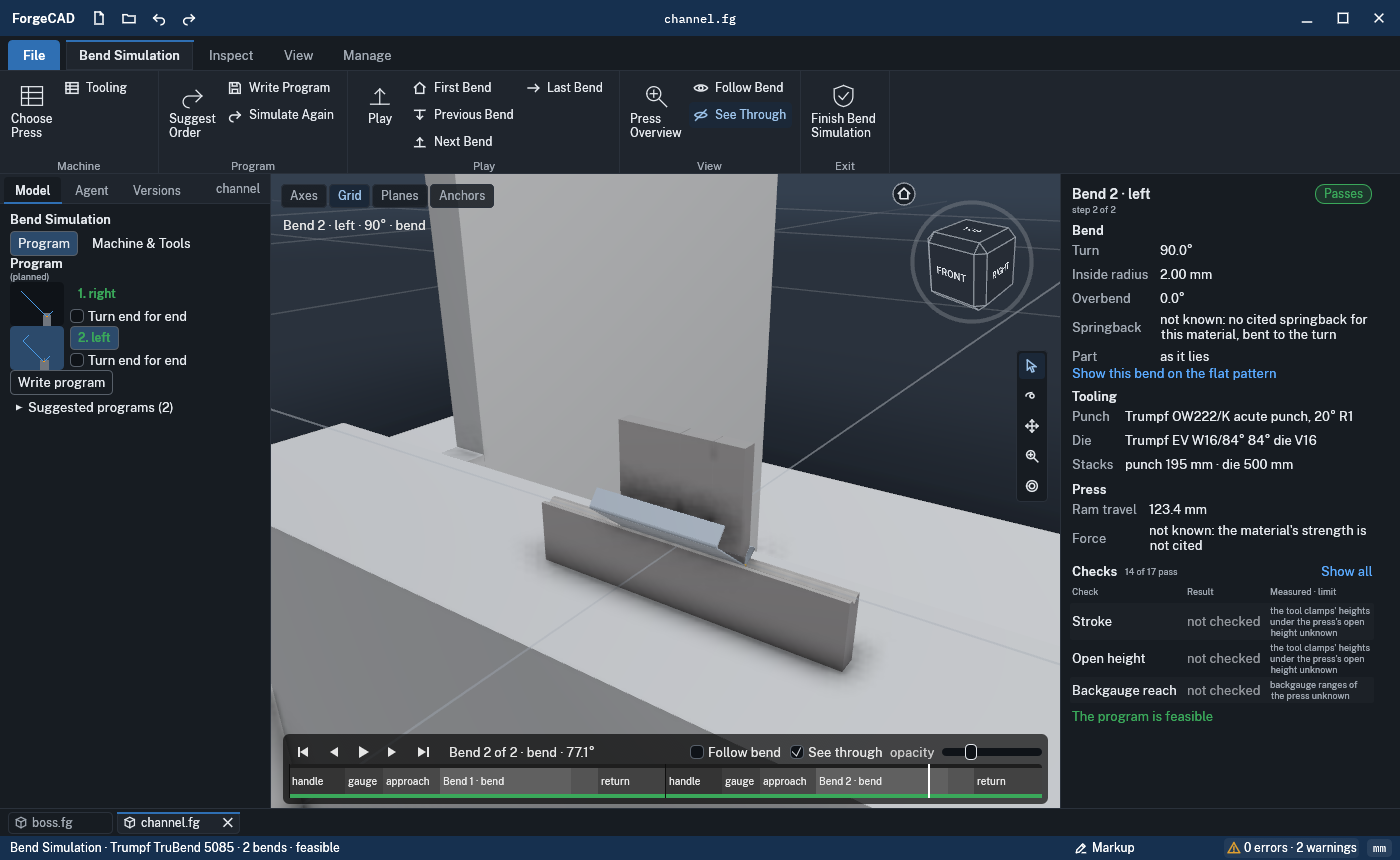 ForgeCAD
channel.fg
File
Bend Simulation
Inspect
View
Manage
Choose Press
Tooling
Machine
Suggest Order
Write Program
Simulate Again
Program
Play
First Bend
Previous Bend
Next Bend
Last Bend
Play
Press Overview
Follow Bend
See Through
View
Finish Bend Simulation
Exit
Model
Agent
Versions
channel
Bend Simulation
Program
Machine & Tools
Program
(planned)
1. right
Turn end for end
2. left
Turn end for end
Write program
Suggested programs (2)
Axes
Grid
Planes
Anchors
Bend 2 · left · 90° · bend
FRONT
RIGHT
Bend 2 of 2 · bend · 77.1°
Follow bend
See through
opacity
handle
gauge
approach
Bend 1 · bend
return
handle
gauge
approach
Bend 2 · bend
return
Bend 2 · left
Passes
step 2 of 2
Bend
Turn 90.0°
Inside radius 2.00 mm
Overbend 0.0°
Springback not known: no cited springback for
this material, bent to the turn
Part as it lies
Show this bend on the flat pattern
Tooling
Punch Trumpf OW222/K acute punch, 20° R1
Die Trumpf EV W16/84° 84° die V16
Stacks punch 195 mm · die 500 mm
Press
Ram travel 123.4 mm
Force not known: the material's strength is
not cited
Checks 14 of 17 pass Show all
Check Result Measured · limit
Stroke not checked the tool clamps' heights
under the press's open
height unknown
Open height not checked the tool clamps' heights
under the press's open
height unknown
Backgauge reach not checked backgauge ranges of
the press unknown
The program is feasible
boss.fg
channel.fg
Bend Simulation · Trumpf TruBend 5085 · 2 bends · feasible
Markup
0 errors · 2 warnings
mm